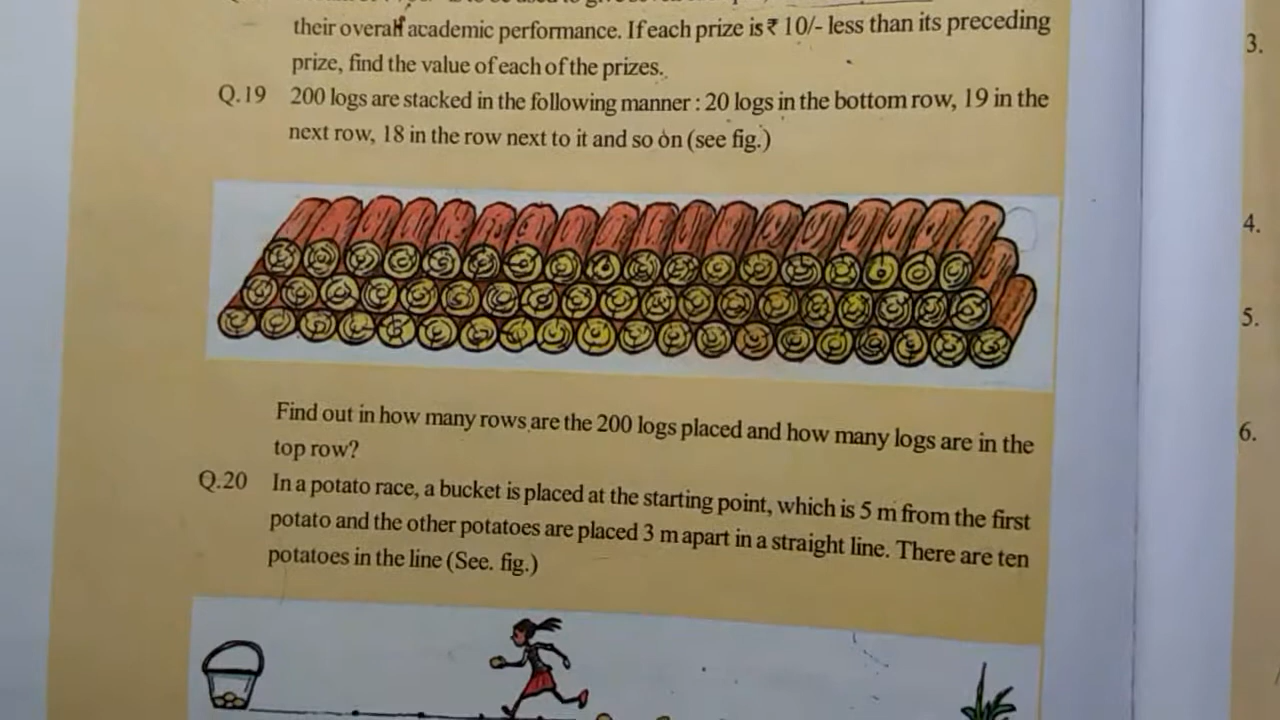 their overall academic performance. If each prize is ₹ 10/- less than its preceding
prize, find the value of each of the prizes.
Q.19 200 logs are stacked in the following manner : 20 logs in the bottom row, 19 in the
next row, 18 in the row next to it and so on (see fig.)
Find out in how many rows are the 200 logs placed and how many logs are in the
top row?
Q.20 In a potato race, a bucket is placed at the starting point, which is 5 m from the first
potato and the other potatoes are placed 3 m apart in a straight line. There are ten
potatoes in the line (See. fig.)
3.
4.
5.
6.